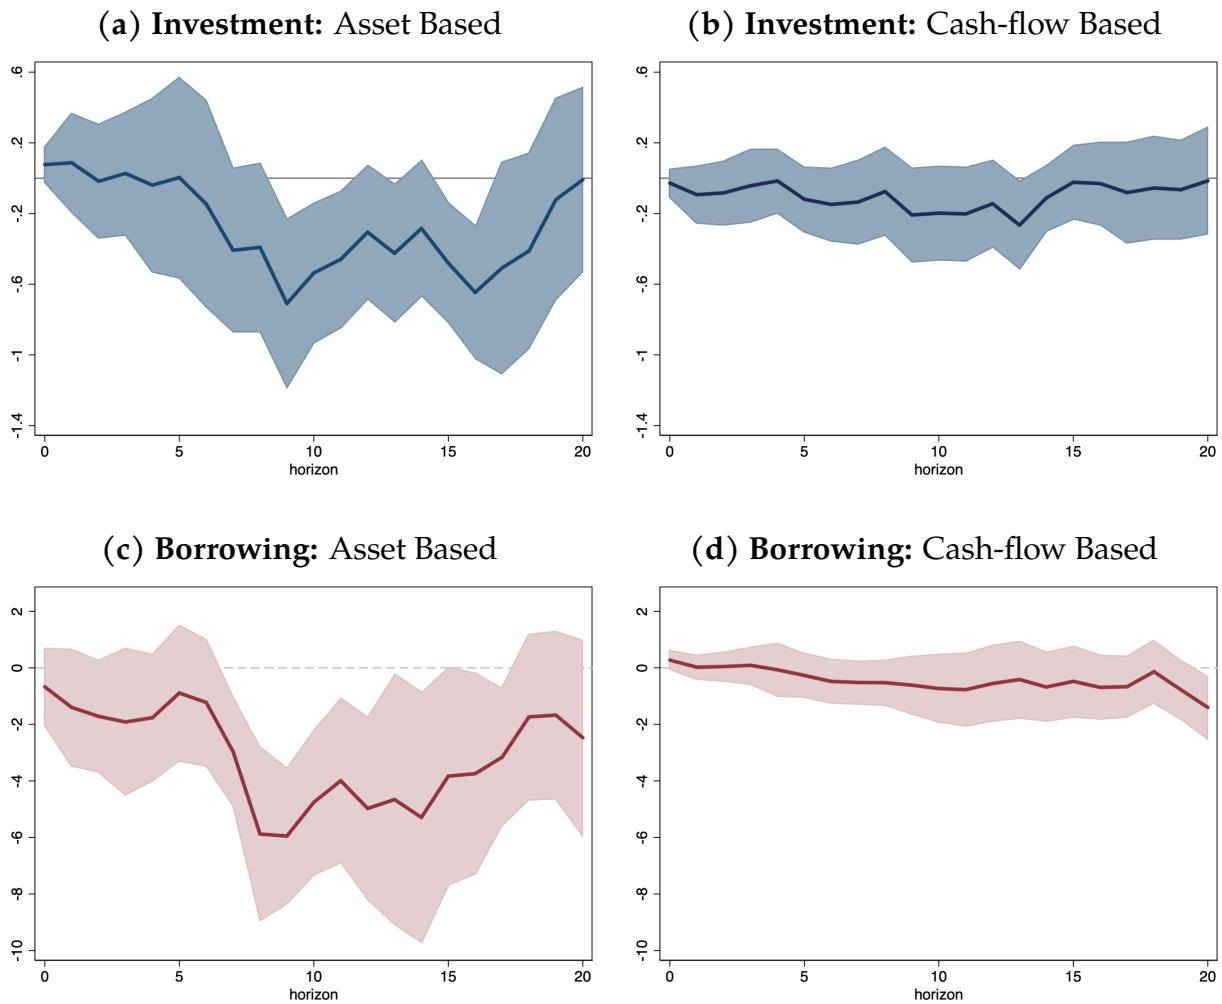 (a) Investment: Asset Based
.6
.2
-.2
-.6
-1
-1.4
0 5 10 15 20
horizon
(b) Investment: Cash-flow Based
.6
.2
-.2
-.6
-1
-1.4
0 5 10 15 20
horizon
(c) Borrowing: Asset Based
2
0
-2
-4
-6
-8
-10
0 5 10 15 20
horizon
(d) Borrowing: Cash-flow Based
2
0
-2
-4
-6
-8
-10
0 5 10 15 20
horizon